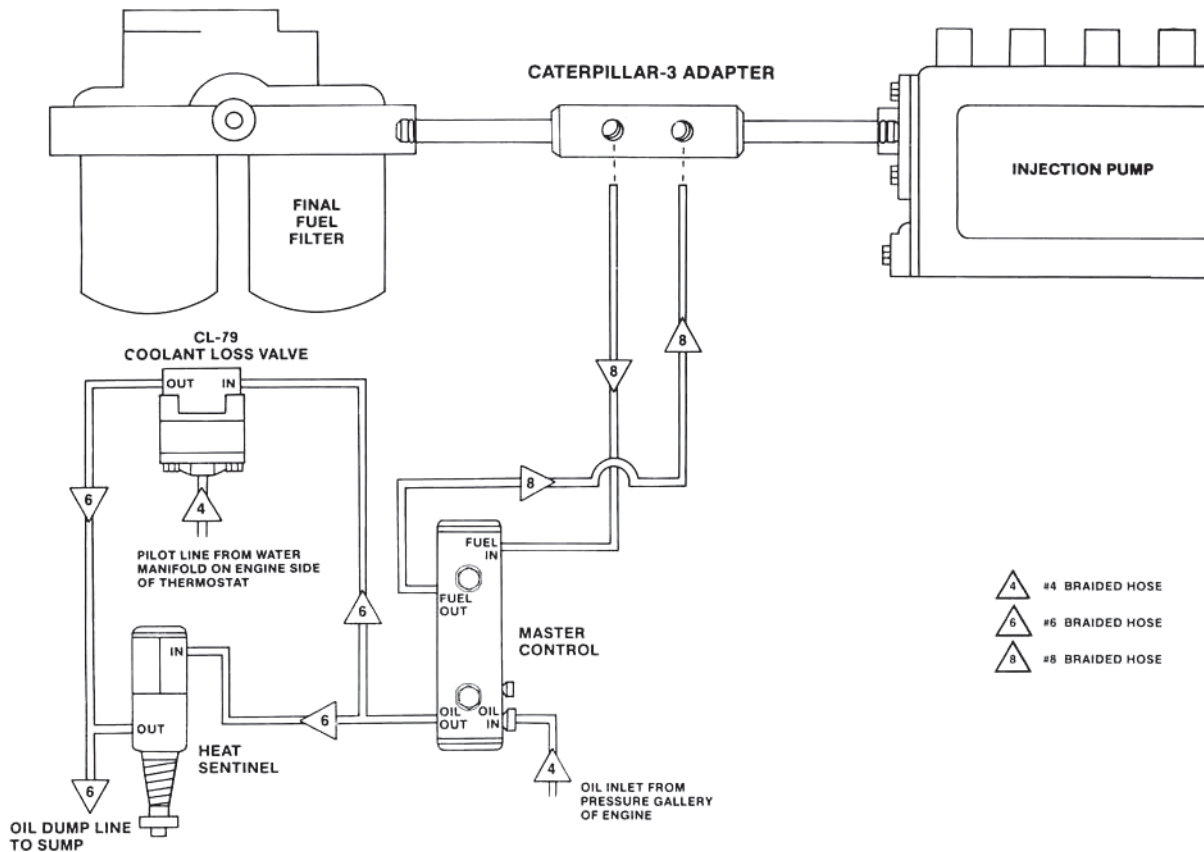 CATERPILLAR-3 ADAPTER
INJECTION PUMP
FINAL
FUEL
FILTER
CL-79
COOLANT LOSS VALVE
OUT
IN
8
8
6
4
8
PILOT LINE FROM WATER
MANIFOLD ON ENGINE SIDE
OF THERMOSTAT
FUEL
IN
FUEL
OUT
6
MASTER
CONTROL
4 #4 BRAIDED HOSE
6 #6 BRAIDED HOSE
8 #8 BRAIDED HOSE
IN
OUT
6
OIL
OUT
OIL
IN
HEAT
SENTINEL
4
OIL INLET FROM
PRESSURE GALLERY
OF ENGINE
6
OIL DUMP LINE
TO SUMP